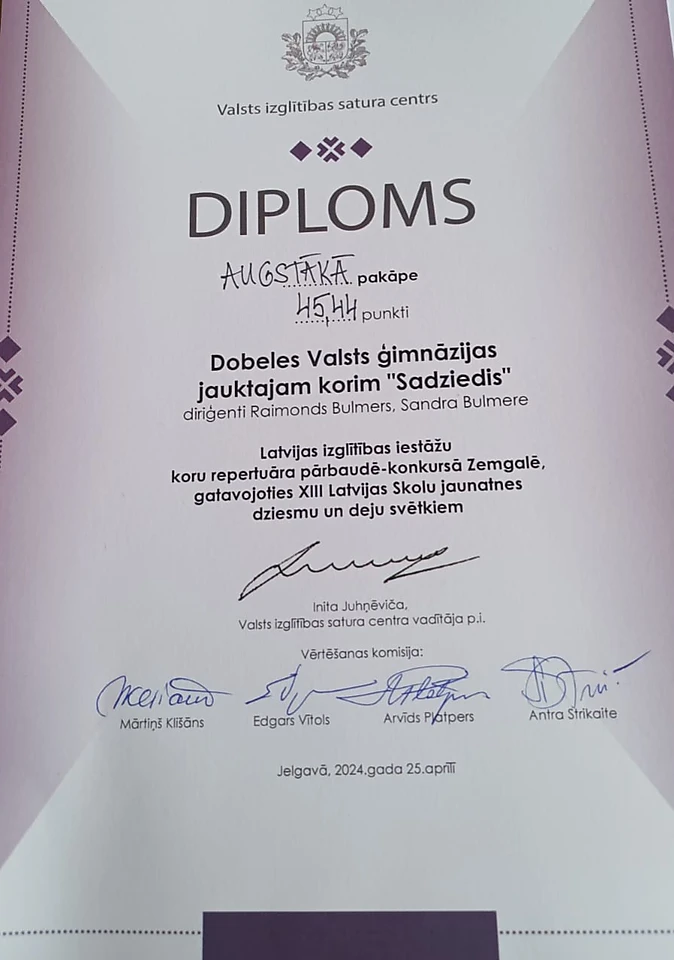 Valsts izglītības satura centrs
DIPLOMS
AUGSTĀKĀ pakāpe
45,44 punkti
Dobeles Valsts ģimnāzijas
jauktajam korim "Sadziedis"
diriģenti Raimonds Bulmers, Sandra Bulmere
Latvijas izglītības iestāžu
koru repertuāra pārbaudē-konkursā Zemgalē,
gatavojoties XIII Latvijas Skolu jaunatnes
dziesmu un deju svētkiem
Inita Juhņēviča,
Valsts izglītības satura centra vadītāja p.i.
Vērtēšanas komisija:
Mārtiņš Klišāns Edgars Vītols Arvīds Platpers Antra Strikaite
Jelgavā, 2024.gada 25.aprīlī